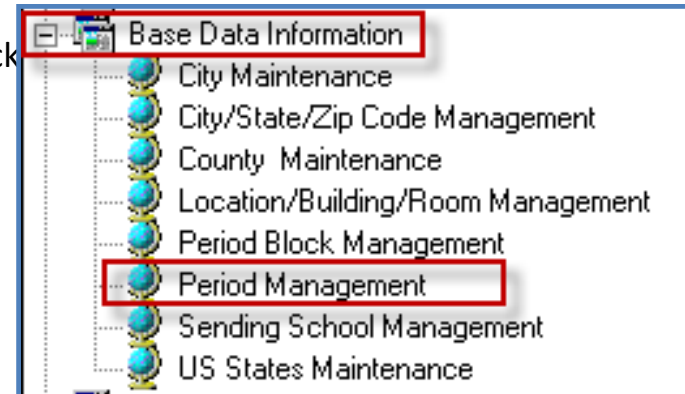 Base Data Information
ck
City Maintenance
City/State/Zip Code Management
County  Maintenance
Location/Building/Room Management
Period Block Management
Period Management
Sending School Management
US States Maintenance